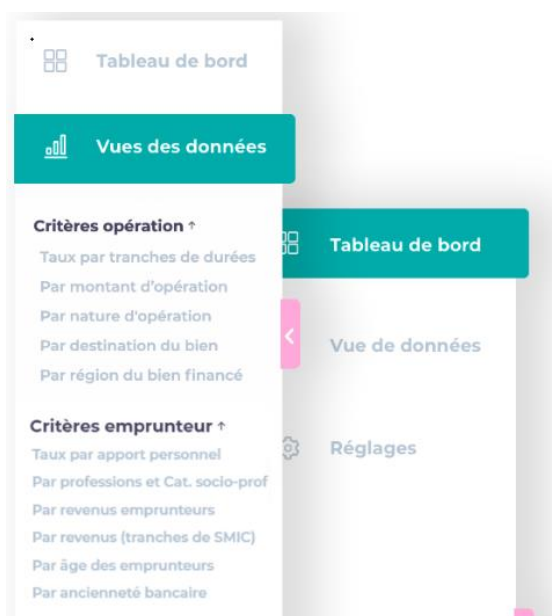 Tableau de bord
Vues des données
Critères opération ↑
Taux par tranches de durées
Par montant d'opération
Par nature d'opération
Par destination du bien
Par région du bien financé
Critères emprunteur ↑
Taux par apport personnel
Par professions et Cat. socio-prof
Par revenus emprunteurs
Par revenus (tranches de SMIC)
Par âge des emprunteurs
Par ancienneté bancaire
Tableau de bord
Vue de données
Réglages